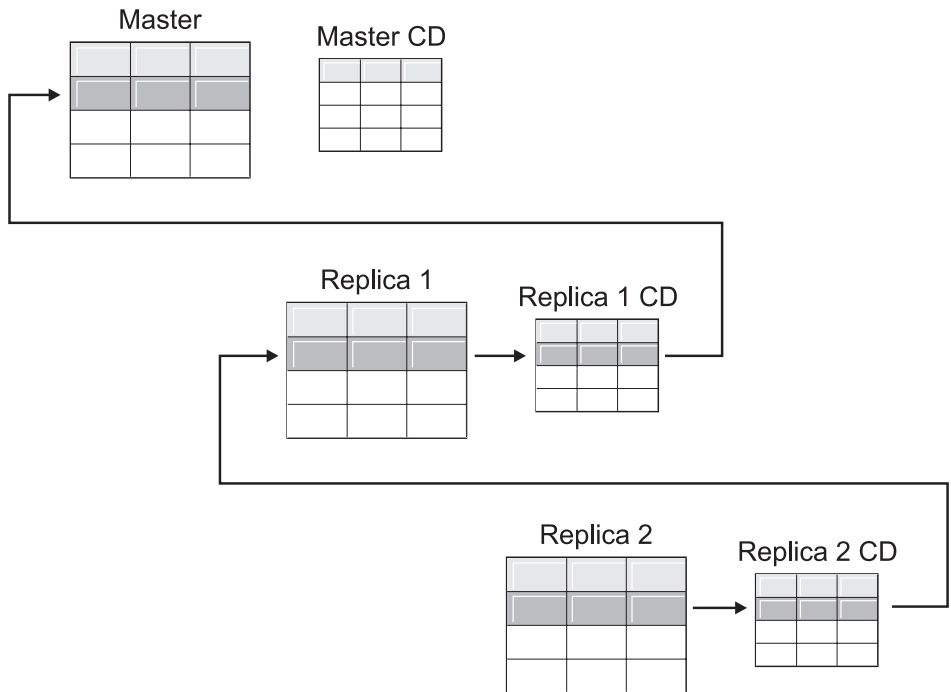 Master
Master CD
Replica 1
Replica 1 CD
Replica 2
Replica 2 CD